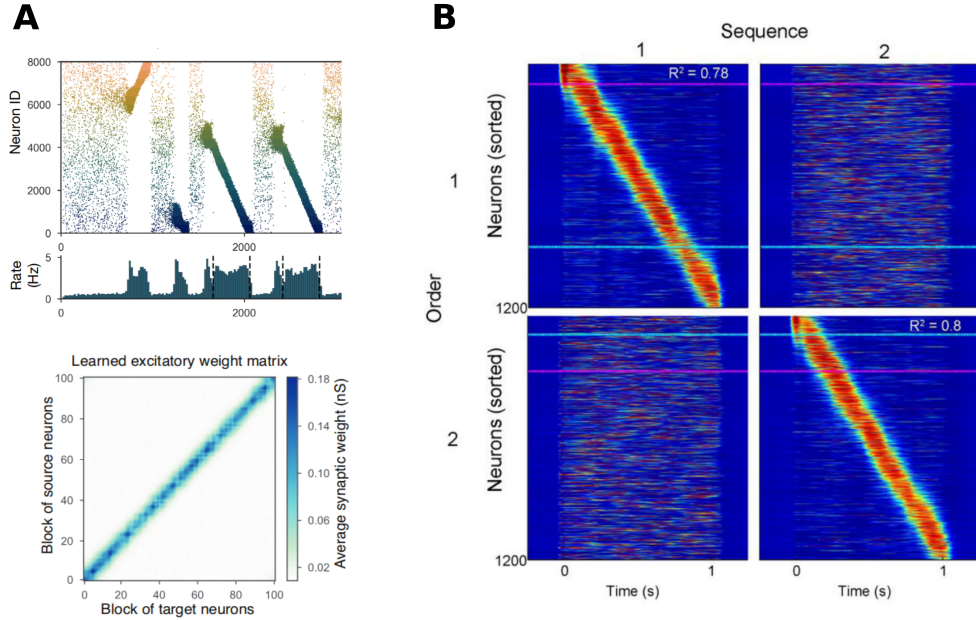 A
8000
6000
4000
2000
0
Neuron ID
0
2000
5
0
Rate
(Hz)
0
2000
Learned excitatory weight matrix
100
80
60
40
20
0
Block of source neurons
0
20
40
60
80
100
Block of target neurons
0.18
0.14
0.10
0.06
0.02
Average synaptic weight (nS)
B
Sequence
1
2
Order
1
Neurons (sorted)
1200
R² = 0.78
2
Neurons (sorted)
1200
R² = 0.8
0
1
Time (s)
0
1
Time (s)